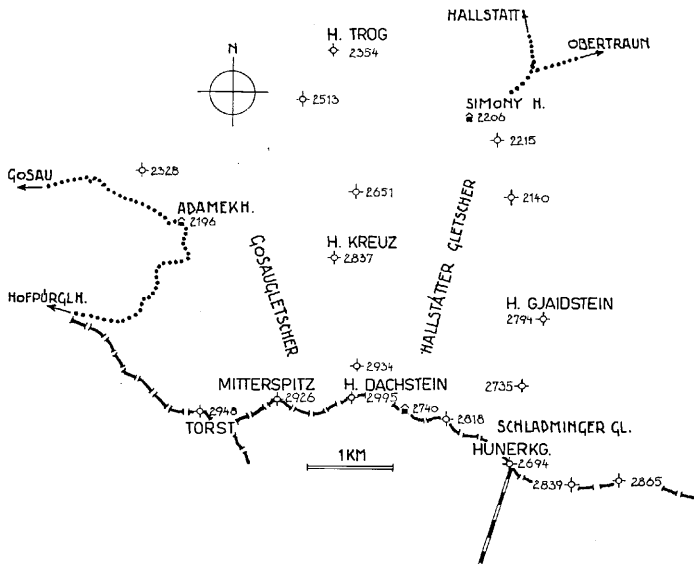 HALLSTATT
H. TROG
2354
OBERTRAUN
N
2513
SIMONY H.
2206
2215
2328
GOSAU
2651
2140
ADAMEKH.
2196
GOSAUGLETSCHER
HALLSTÄTTER GLETSCHER
H. KREUZ
2837
HOFPÜRGLH.
H. GJAIDSTEIN
2794
2934
MITTERSPITZ
H. DACHSTEIN
2735
2926
2995
2740
2948
2818
TORST.
SCHLADMINGER GL.
HUNERKG.
1KM
2694
2839
2865